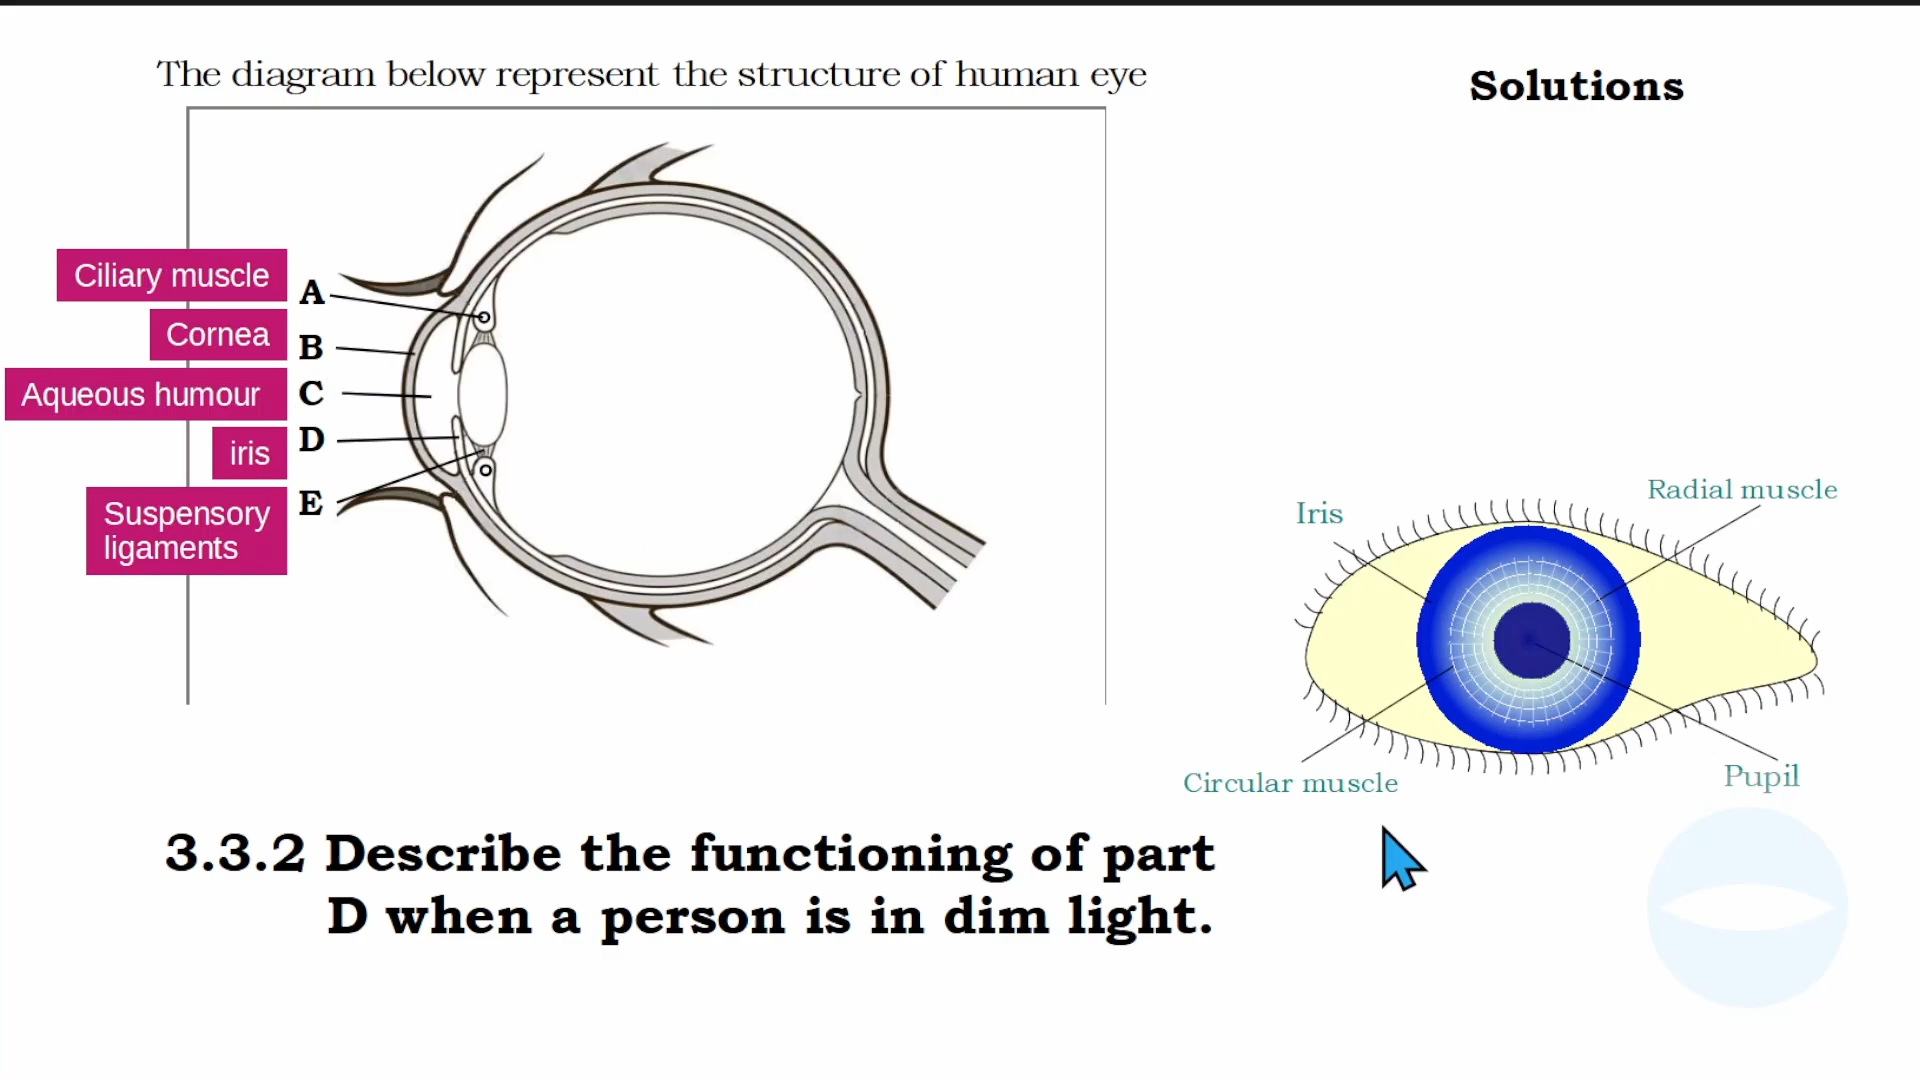 The diagram below represent the structure of human eye
Solutions
Ciliary muscle
A
Cornea
B
Aqueous humour
C
iris
D
Suspensory
ligaments
E
Iris
Radial muscle
Circular muscle
Pupil
3.3.2 Describe the functioning of part
D when a person is in dim light.